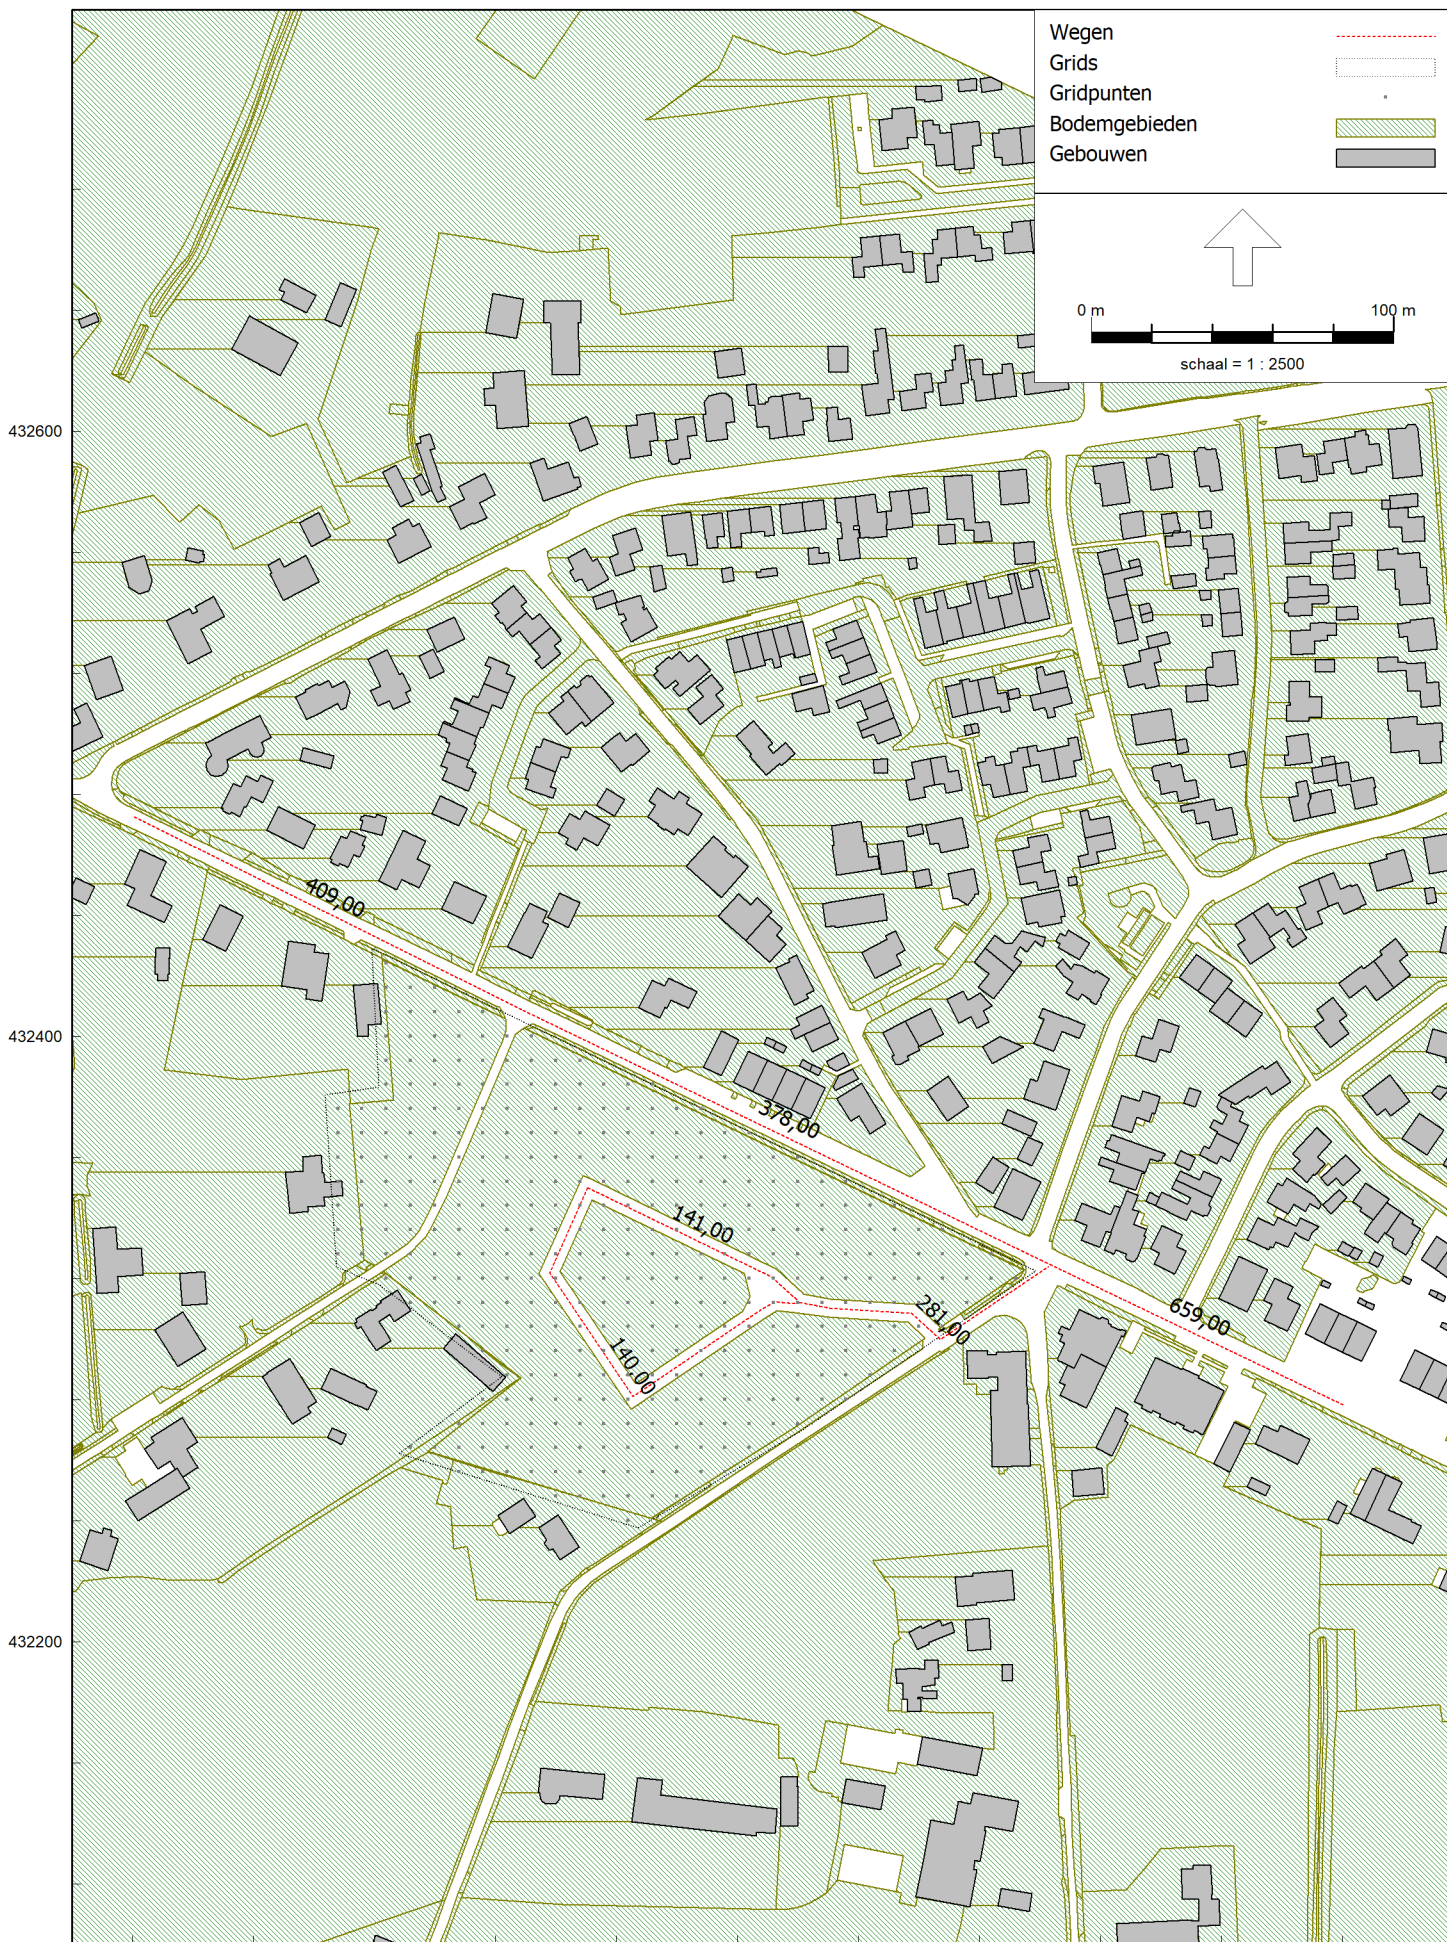 Wegen
Grids
Gridpunten
Bodemgebieden
Gebouwen
0 m 100 m
schaal = 1 : 2500
432600
409,00
432400
378,00
141,00
281,00
659,00
140,00
432200